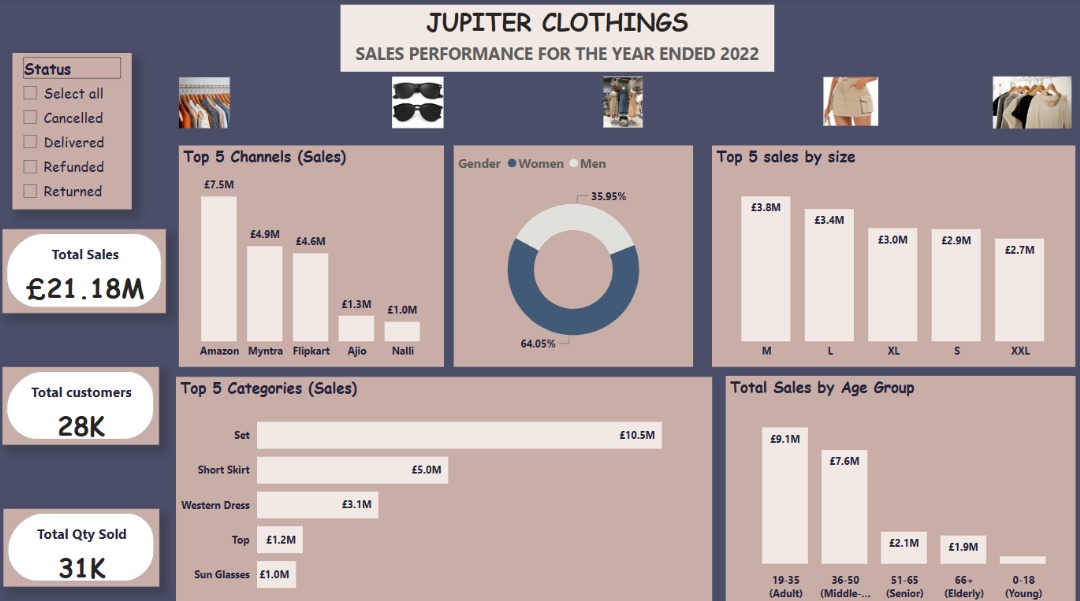 JUPITER CLOTHINGS
SALES PERFORMANCE FOR THE YEAR ENDED 2022
Status
Select all
Cancelled
Delivered
Refunded
Returned
Total Sales
£21.18M
Total customers
28K
Total Qty Sold
31K
Top 5 Channels (Sales)
£7.5M
£4.9M
£4.6M
£1.3M
£1.0M
Amazon Myntra Flipkart Ajio Nalli
Gender Women Men
35.95%
64.05%
Top 5 sales by size
£3.8M
£3.4M
£3.0M
£2.9M
£2.7M
M L XL S XXL
Top 5 Categories (Sales)
Set £10.5M
Short Skirt £5.0M
Western Dress £3.1M
Top £1.2M
Sun Glasses £1.0M
Total Sales by Age Group
£9.1M
£7.6M
£2.1M
£1.9M
19-35 36-50 51-65 66+ 0-18
(Adult) (Middle-... (Senior) (Elderly) (Young)